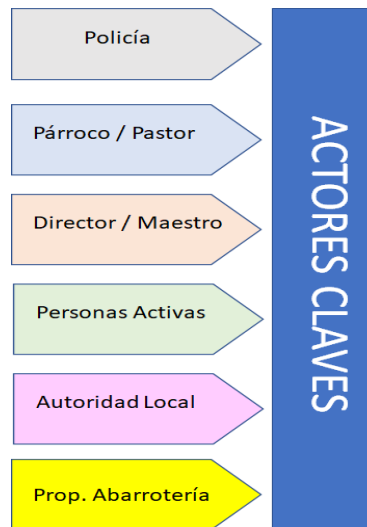 Policía
Párroco / Pastor
Director / Maestro
Personas Activas
Autoridad Local
Prop. Abarrotería
ACTORES CLAVES